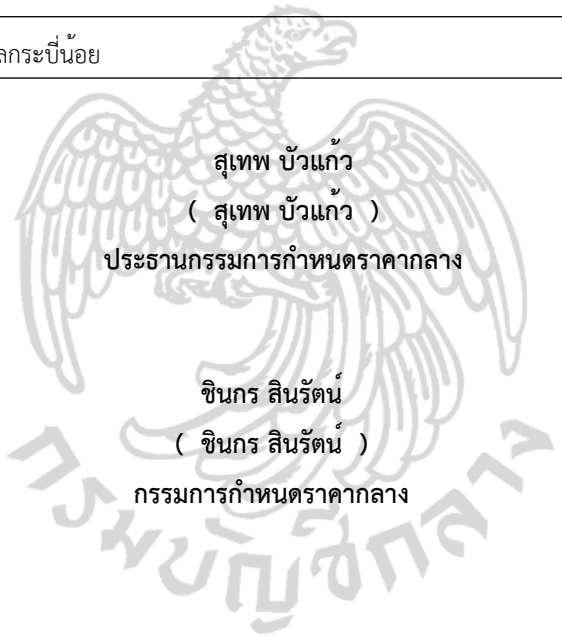 ลกระบี่น้อย
สุเทพ บัวแก้ว
( สุเทพ บัวแก้ว )
ประธานกรรมการกำหนดราคากลาง
ชินกร สินรัตน์
( ชินกร สินรัตน์ )
กรรมการกำหนดราคากลาง
กรมบัญชีกลาง